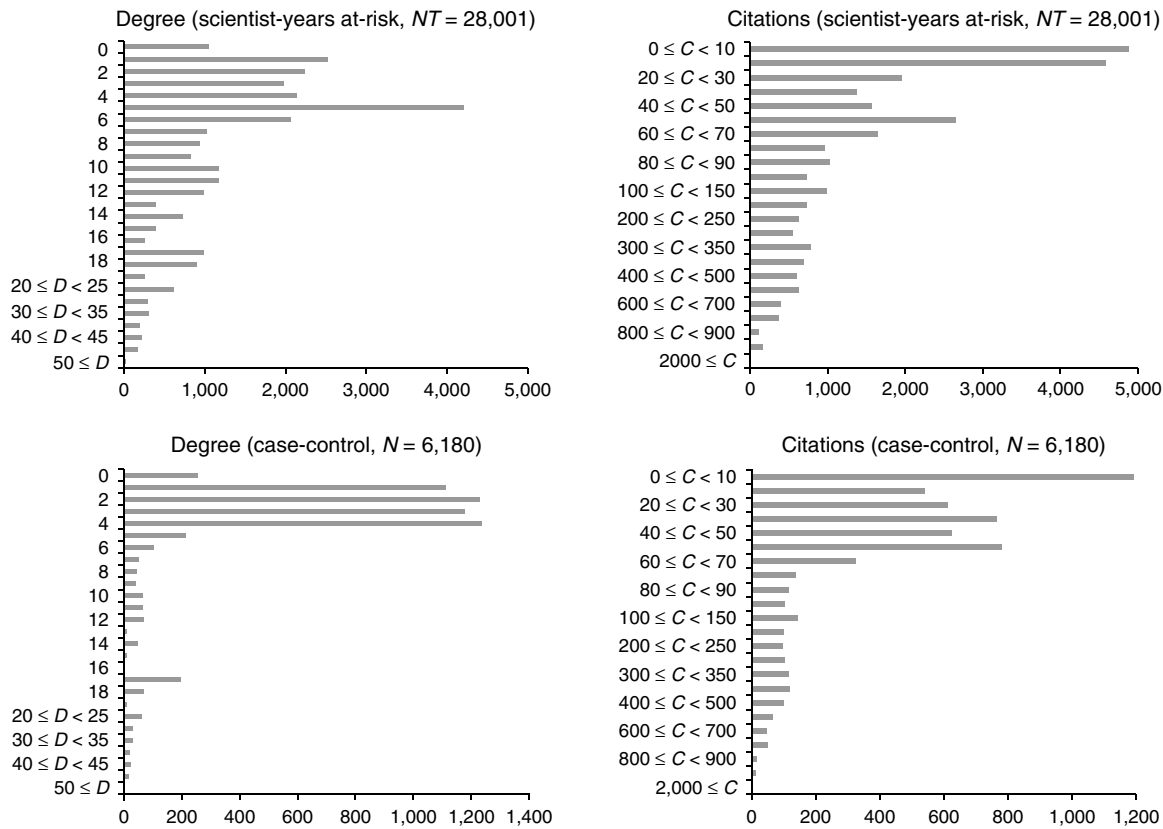 Degree (scientist-years at-risk, NT = 28,001)
0
2
4
6
8
10
12
14
16
18
20 ≤ D < 25
30 ≤ D < 35
40 ≤ D < 45
50 ≤ D
0 1,000 2,000 3,000 4,000 5,000
Citations (scientist-years at-risk, NT = 28,001)
0 ≤ C < 10
20 ≤ C < 30
40 ≤ C < 50
60 ≤ C < 70
80 ≤ C < 90
100 ≤ C < 150
200 ≤ C < 250
300 ≤ C < 350
400 ≤ C < 500
600 ≤ C < 700
800 ≤ C < 900
2000 ≤ C
0 1,000 2,000 3,000 4,000 5,000
Degree (case-control, N = 6,180)
0
2
4
6
8
10
12
14
16
18
20 ≤ D < 25
30 ≤ D < 35
40 ≤ D < 45
50 ≤ D
0 200 400 600 800 1,000 1,200 1,400
Citations (case-control, N = 6,180)
0 ≤ C < 10
20 ≤ C < 30
40 ≤ C < 50
60 ≤ C < 70
80 ≤ C < 90
100 ≤ C < 150
200 ≤ C < 250
300 ≤ C < 350
400 ≤ C < 500
600 ≤ C < 700
800 ≤ C < 900
2,000 ≤ C
0 200 400 600 800 1,000 1,200